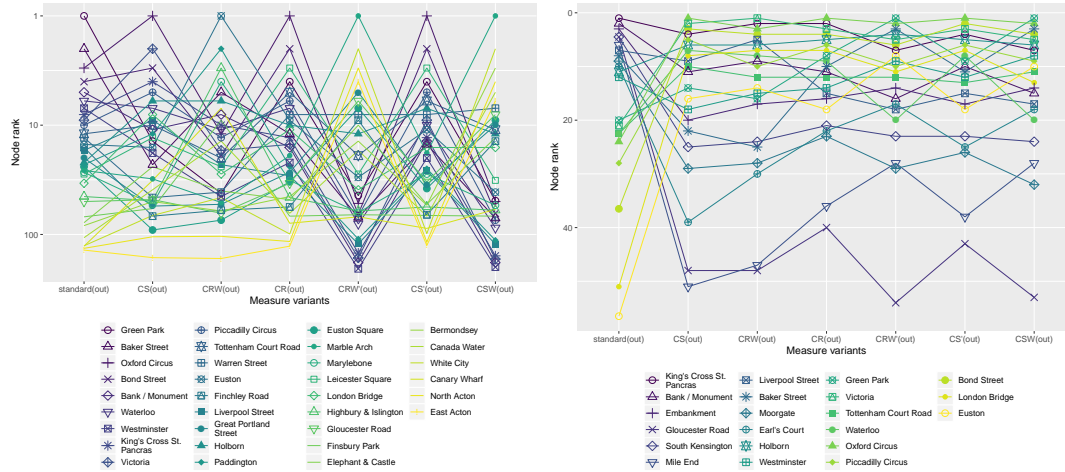 1
10
100
Node rank
standard(out)
CS(out)
CRW(out)
CR(out)
CRW'(out)
CS'(out)
CSW(out)
Measure variants
Green Park
Baker Street
Oxford Circus
Bond Street
Bank / Monument
Waterloo
Westminster
King's Cross St.
Pancras
Victoria
Piccadilly Circus
Tottenham Court Road
Warren Street
Euston
Finchley Road
Liverpool Street
Great Portland
Street
Holborn
Paddington
Euston Square
Marble Arch
Marylebone
Leicester Square
London Bridge
Highbury & Islington
Gloucester Road
Finsbury Park
Elephant & Castle
Bermondsey
Canada Water
White City
Canary Wharf
North Acton
East Acton
0
20
40
Node rank
standard(out)
CS(out)
CRW(out)
CR(out)
CRW'(out)
CS'(out)
CSW(out)
Measure variants
King's Cross St.
Pancras
Bank / Monument
Embankment
Gloucester Road
South Kensington
Mile End
Liverpool Street
Baker Street
Moorgate
Earl's Court
Holborn
Westminster
Green Park
Victoria
Tottenham Court Road
Waterloo
Oxford Circus
Piccadilly Circus
Bond Street
London Bridge
Euston